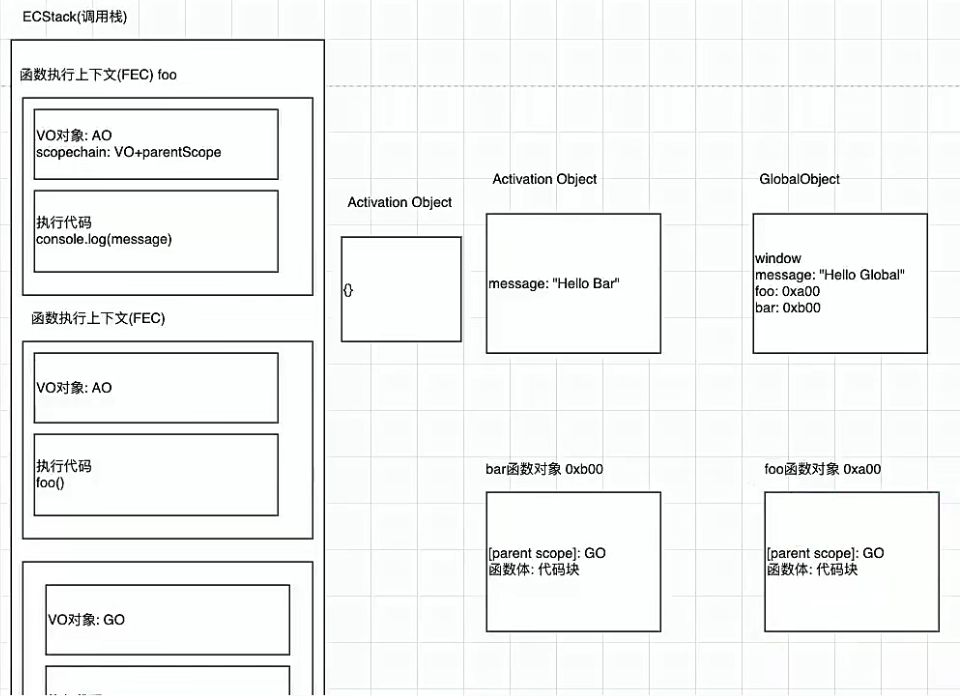 ECStack(调用栈)
函数执行上下文(FEC) foo
VO对象: AO
scopechain: VO+parentScope
执行代码
console.log(message)
函数执行上下文(FEC)
VO对象: AO
执行代码
foo()
VO对象: GO
Activation Object
{}
Activation Object
message: "Hello Bar"
GlobalObject
window
message: "Hello Global"
foo: 0xa00
bar: 0xb00
bar函数对象 0xb00
[parent scope]: GO
函数体: 代码块
foo函数对象 0xa00
[parent scope]: GO
函数体: 代码块